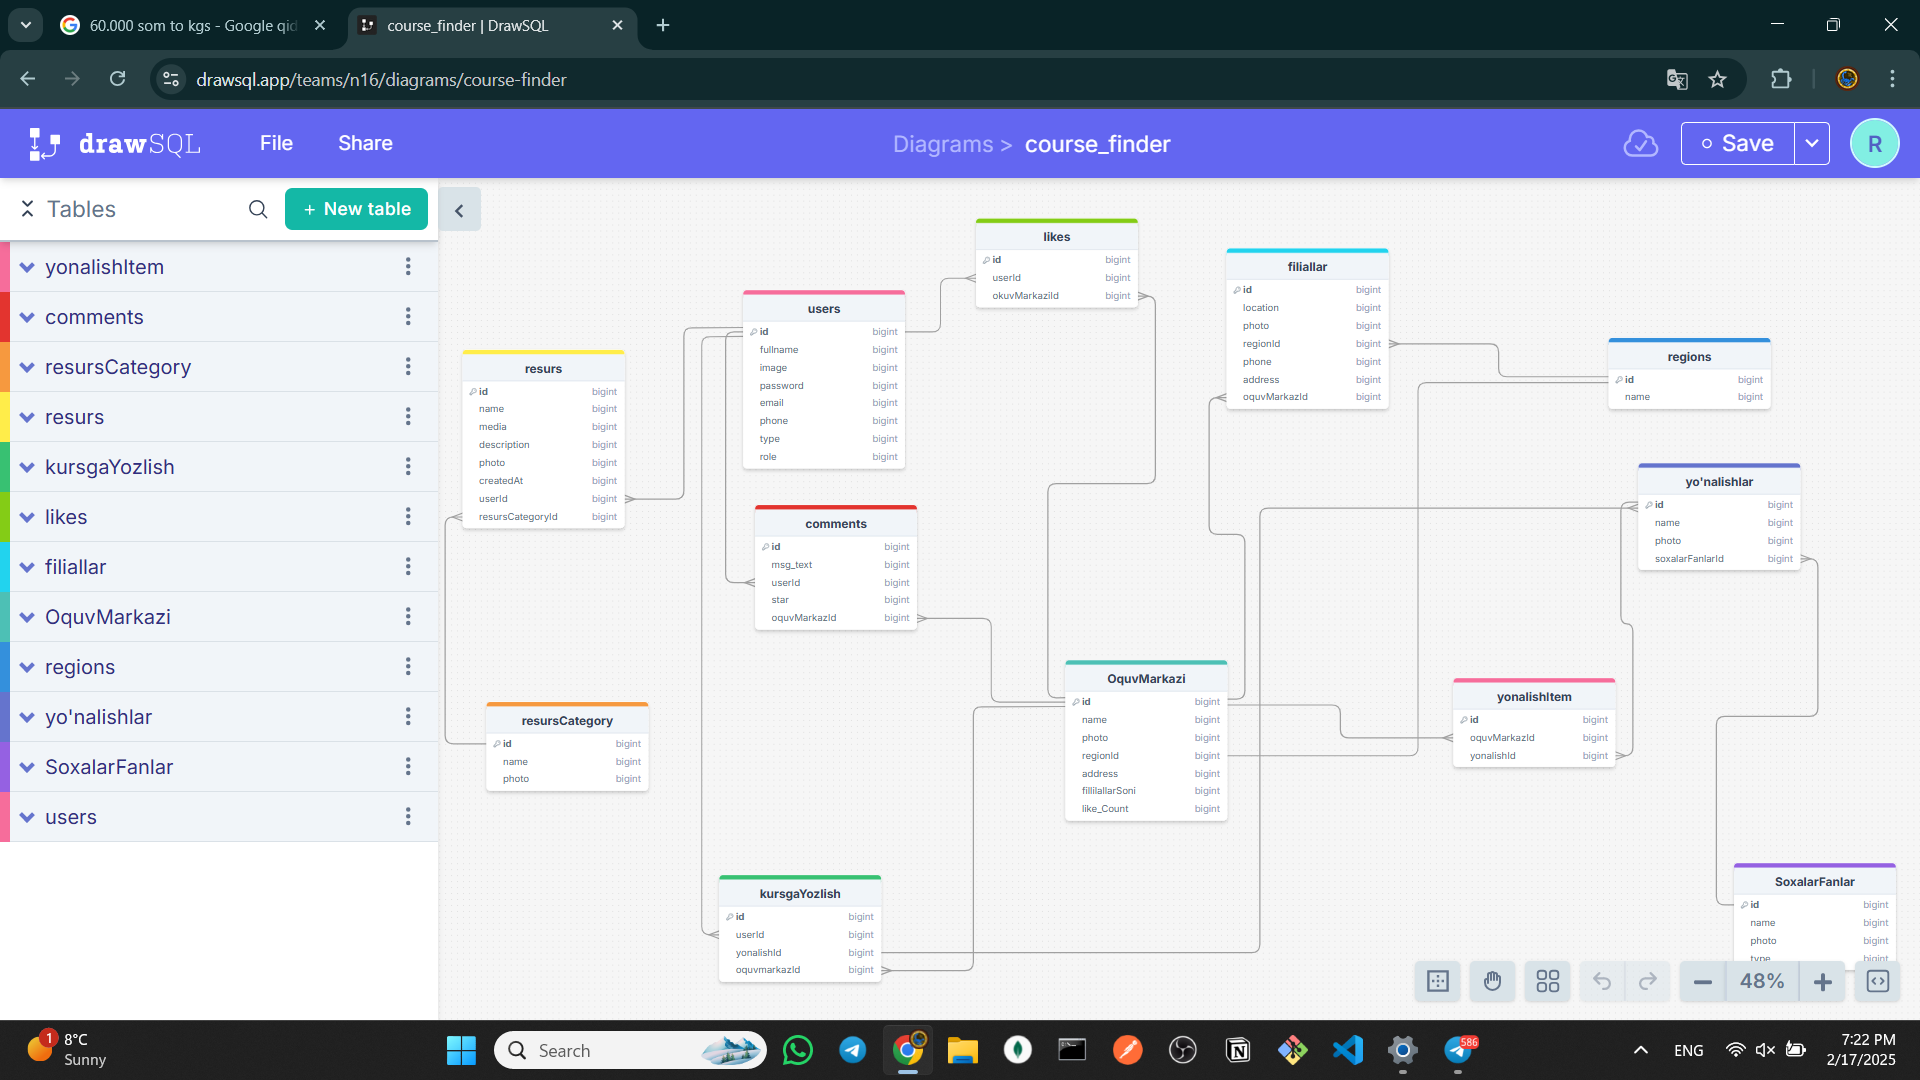 60.000 som to kgs - Google qid
course_finder | DrawSQL
drawsql.app/teams/n16/diagrams/course-finder
drawSQL
File
Share
Diagrams > course_finder
Save
R
Tables
+ New table
yonalishItem
comments
resursCategory
resurs
kursgaYozlish
likes
filiallar
OquvMarkazi
regions
yo'nalishlar
SoxalarFanlar
users
likes
id bigint
userId bigint
okuvMarkaziId bigint
filiallar
id bigint
location bigint
photo bigint
regionId bigint
phone bigint
address bigint
oquvMarkazId bigint
users
id bigint
fullname bigint
image bigint
password bigint
email bigint
phone bigint
type bigint
role bigint
regions
id bigint
name bigint
resurs
id bigint
name bigint
media bigint
description bigint
photo bigint
createdAt bigint
userId bigint
resursCategoryId bigint
yo'nalishlar
id bigint
name bigint
photo bigint
soxalarFanlarId bigint
comments
id bigint
msg_text bigint
userId bigint
star bigint
oquvMarkazId bigint
OquvMarkazi
id bigint
name bigint
photo bigint
regionId bigint
address bigint
fillilallarSoni bigint
like_Count bigint
yonalishItem
id bigint
oquvMarkazId bigint
yonalishId bigint
resursCategory
id bigint
name bigint
photo bigint
kursgaYozlish
id bigint
userId bigint
yonalishId bigint
oquvmarkazId bigint
SoxalarFanlar
id bigint
name bigint
photo bigint
type bigint
48%
1
8°C
Sunny
Search
586
ENG
7:22 PM
2/17/2025